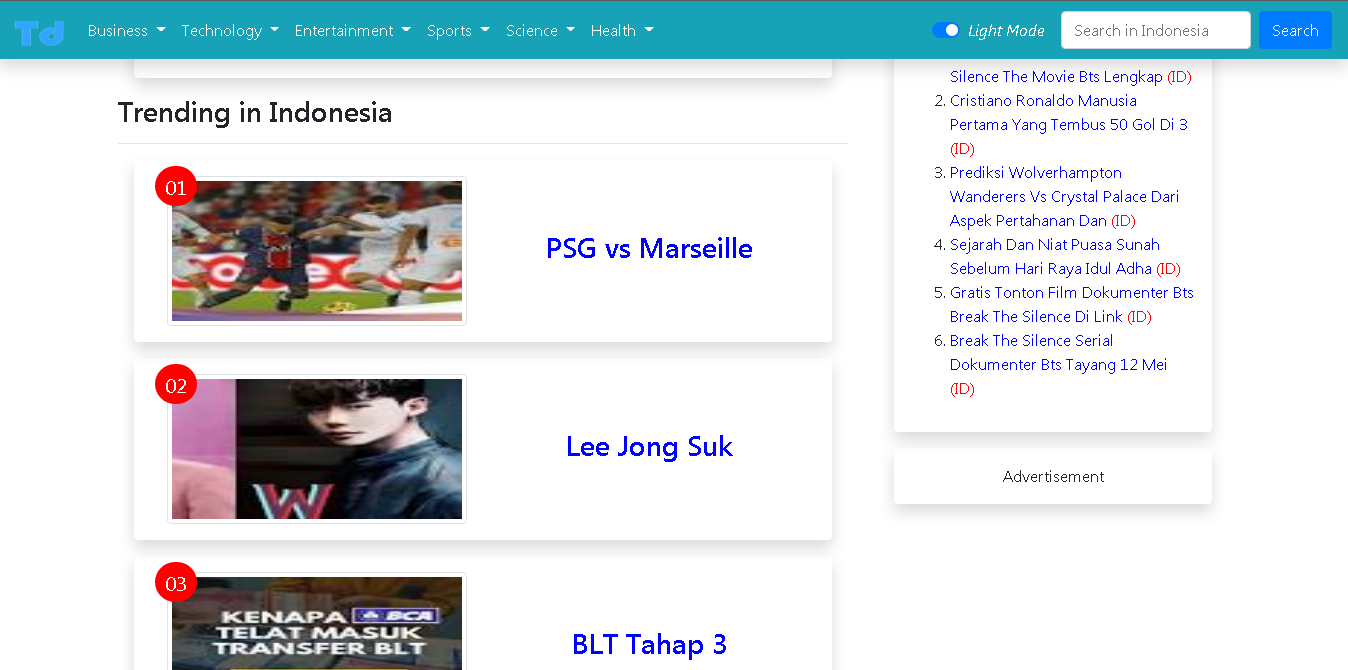 Td
Business
Technology
Entertainment
Sports
Science
Health
Light Mode
Search in Indonesia
Search
Trending in Indonesia
01
PSG vs Marseille
02
W
Lee Jong Suk
03
KENAPA BCA
TELAT MASUK
TRANSFER BLT
BLT Tahap 3
Silence The Movie Bts Lengkap (ID)
2. Cristiano Ronaldo Manusia
Pertama Yang Tembus 50 Gol Di 3
(ID)
3. Prediksi Wolverhampton
Wanderers Vs Crystal Palace Dari
Aspek Pertahanan Dan (ID)
4. Sejarah Dan Niat Puasa Sunah
Sebelum Hari Raya Idul Adha (ID)
5. Gratis Tonton Film Dokumenter Bts
Break The Silence Di Link (ID)
6. Break The Silence Serial
Dokumenter Bts Tayang 12 Mei
(ID)
Advertisement